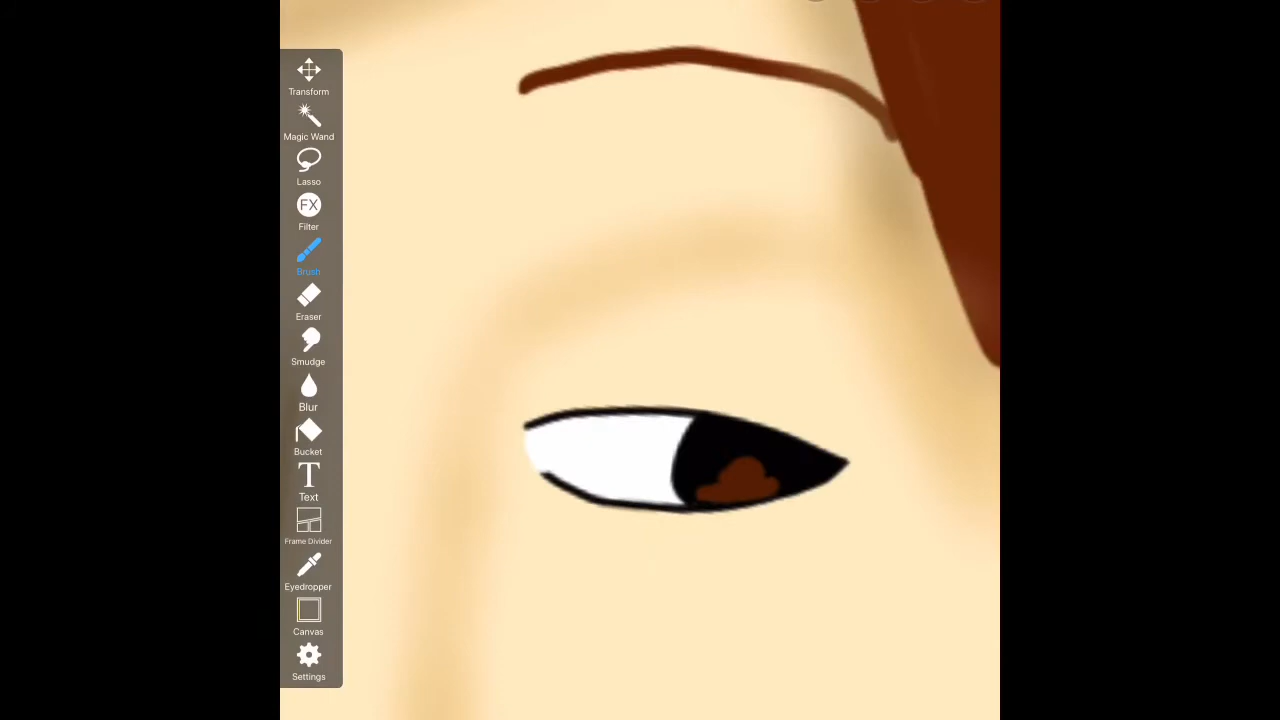 Transform
Magic Wand
Lasso
FX
Filter
Brush
Eraser
Smudge
Blur
Bucket
T
Text
Frame Divider
Eyedropper
Canvas
Settings